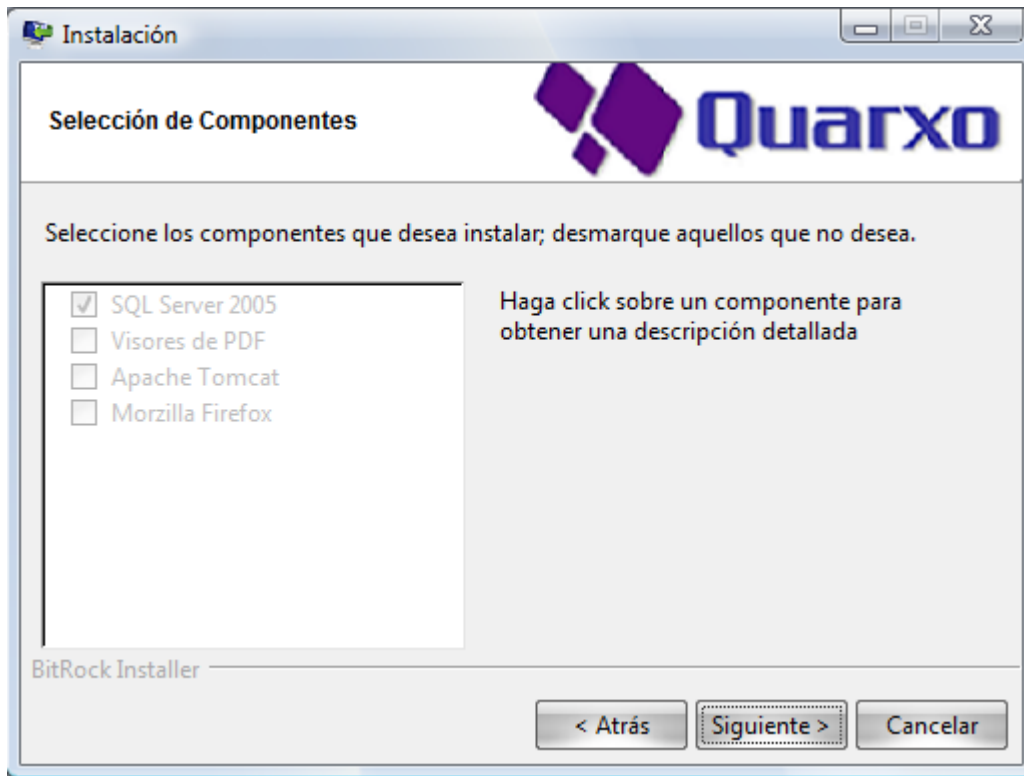 Instalación
Selección de Componentes
Quarxo
Seleccione los componentes que desea instalar; desmarque aquellos que no desea.
SQL Server 2005
Visores de PDF
Apache Tomcat
Morzilla Firefox
Haga click sobre un componente para
obtener una descripción detallada
BitRock Installer
< Atrás
Siguiente >
Cancelar